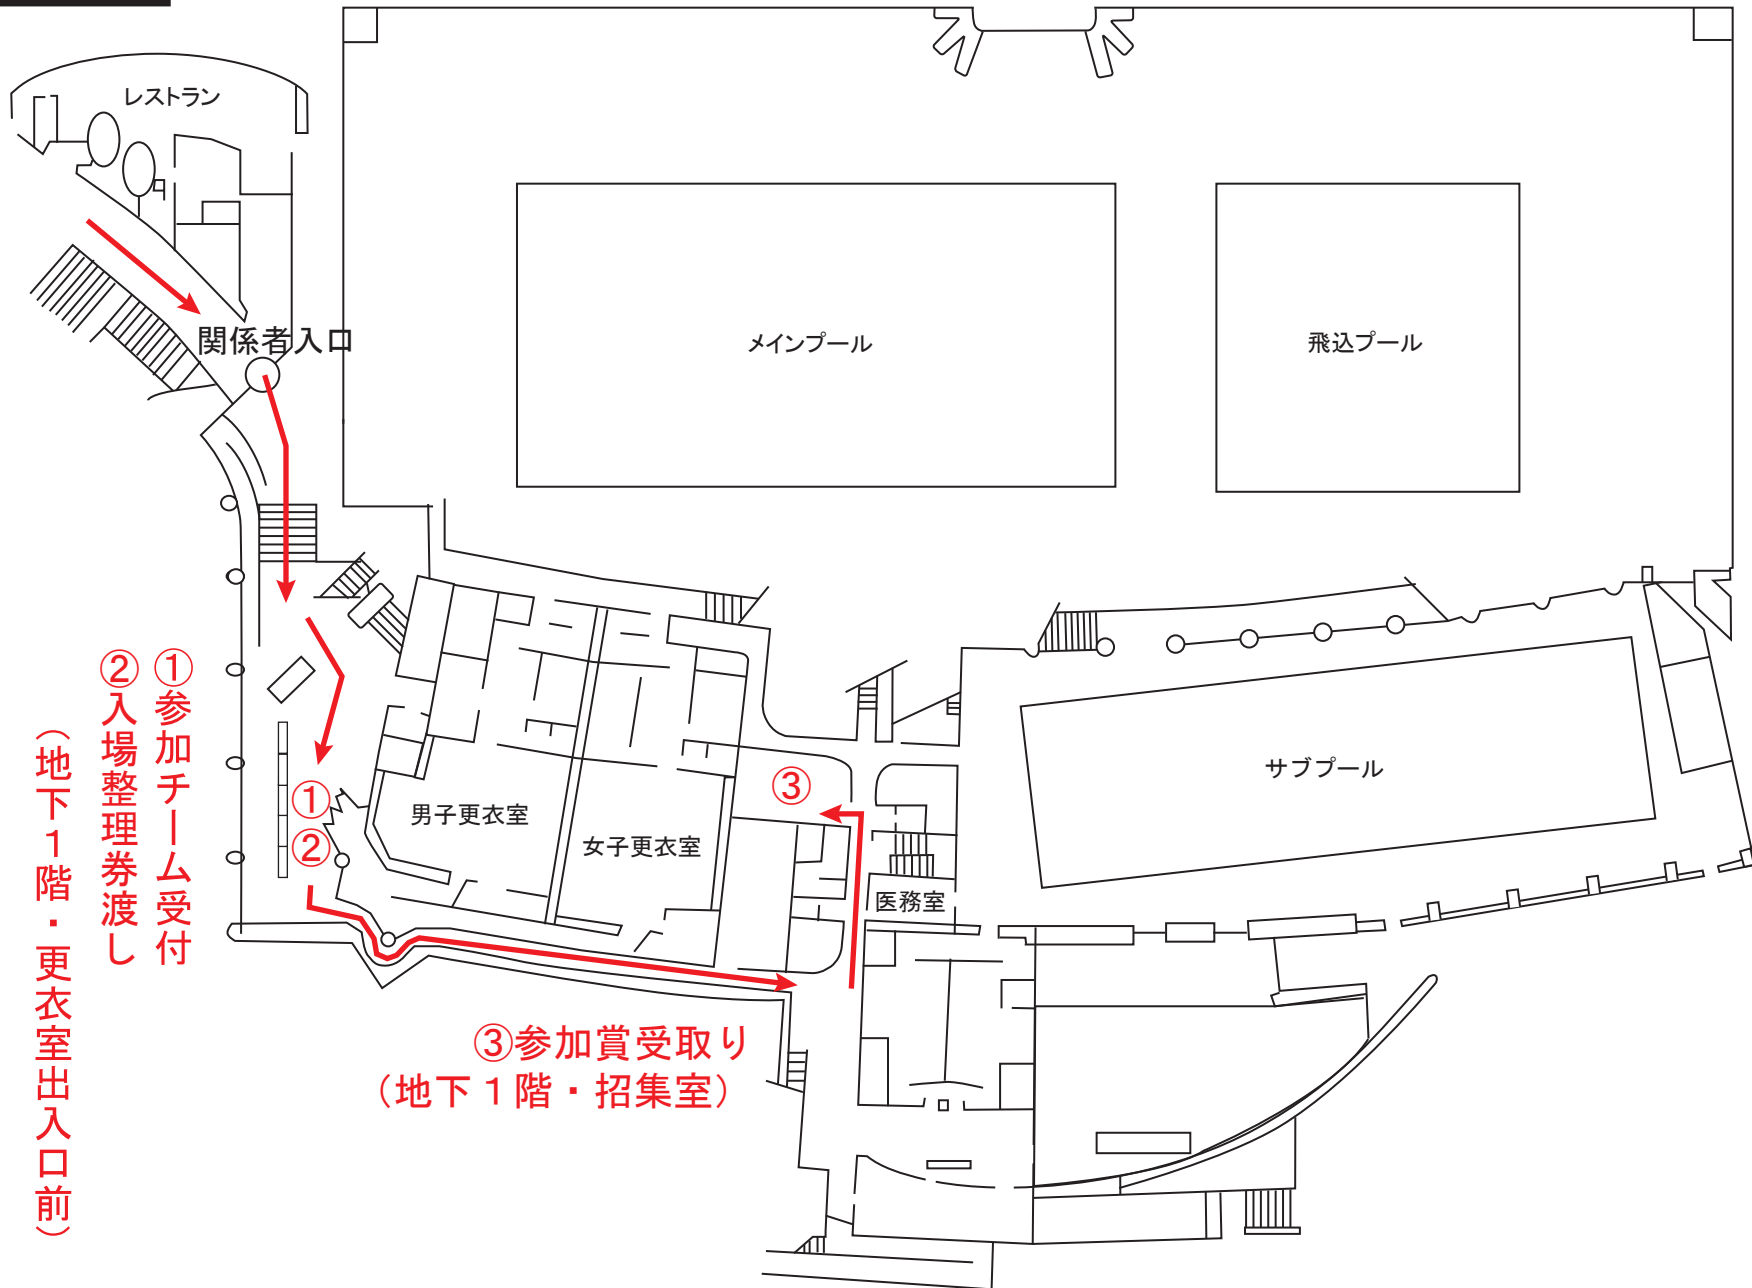 レストラン
関係者入口
メインプール
飛込プール
サブプール
男子更衣室
女子更衣室
医務室
①
②
③
①参加チーム受付
②入場整理券渡し
（地下１階・更衣室出入口前）
③参加賞受取り
（地下１階・招集室）